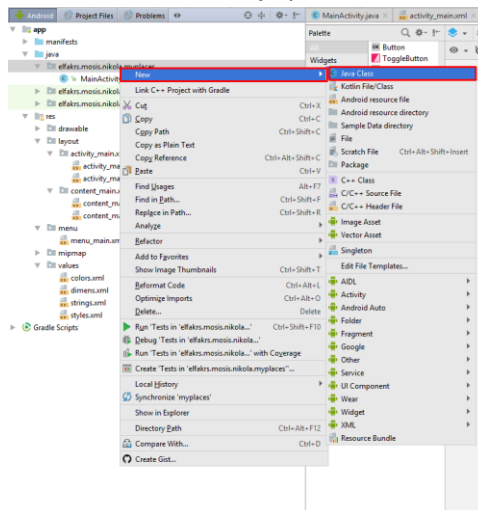 Android Project Files Problems
MainActivity.java activity_main.xml
app
manifests
java
elfakrs.mosis.nikola.myplaces
MainActivity
elfakrs.mosis.nikol
elfakrs.mosis.nikol
res
drawable
layout
activity_main.x
activity_ma
activity_ma
content_main.
content_m
content_m
menu
menu_main.xm
mipmap
values
colors.xml
dimens.xml
strings.xml
styles.xml
Gradle Scripts
Palette
All
Widgets
Button
ToggleButton
New
Link C++ Project with Gradle
Cut Ctrl+X
Copy Ctrl+C
Copy Path Ctrl+Shift+C
Copy as Plain Text
Copy Reference Ctrl+Alt+Shift+C
Paste Ctrl+V
Find Usages Alt+F7
Find in Path... Ctrl+Shift+F
Replace in Path... Ctrl+Shift+R
Analyze
Refactor
Add to Favorites
Show Image Thumbnails Ctrl+Shift+T
Reformat Code Ctrl+Alt+L
Optimize Imports Ctrl+Alt+O
Delete... Delete
Run 'Tests in 'elfakrs.mosis.nikola...' Ctrl+Shift+F10
Debug 'Tests in 'elfakrs.mosis.nikola...'
Run 'Tests in 'elfakrs.mosis.nikola...' with Coverage
Create 'Tests in 'elfakrs.mosis.nikola.myplaces''...
Local History
Synchronize 'myplaces'
Show in Explorer
Directory Path Ctrl+Alt+F12
Compare With... Ctrl+D
Create Gist...
Java Class
Kotlin File/Class
Android resource file
Android resource directory
Sample Data directory
File
Scratch File Ctrl+Alt+Shift+Insert
Package
C++ Class
C/C++ Source File
C/C++ Header File
Image Asset
Vector Asset
Singleton
Edit File Templates...
AIDL
Activity
Android Auto
Folder
Fragment
Google
Other
Service
UI Component
Wear
Widget
XML
Resource Bundle